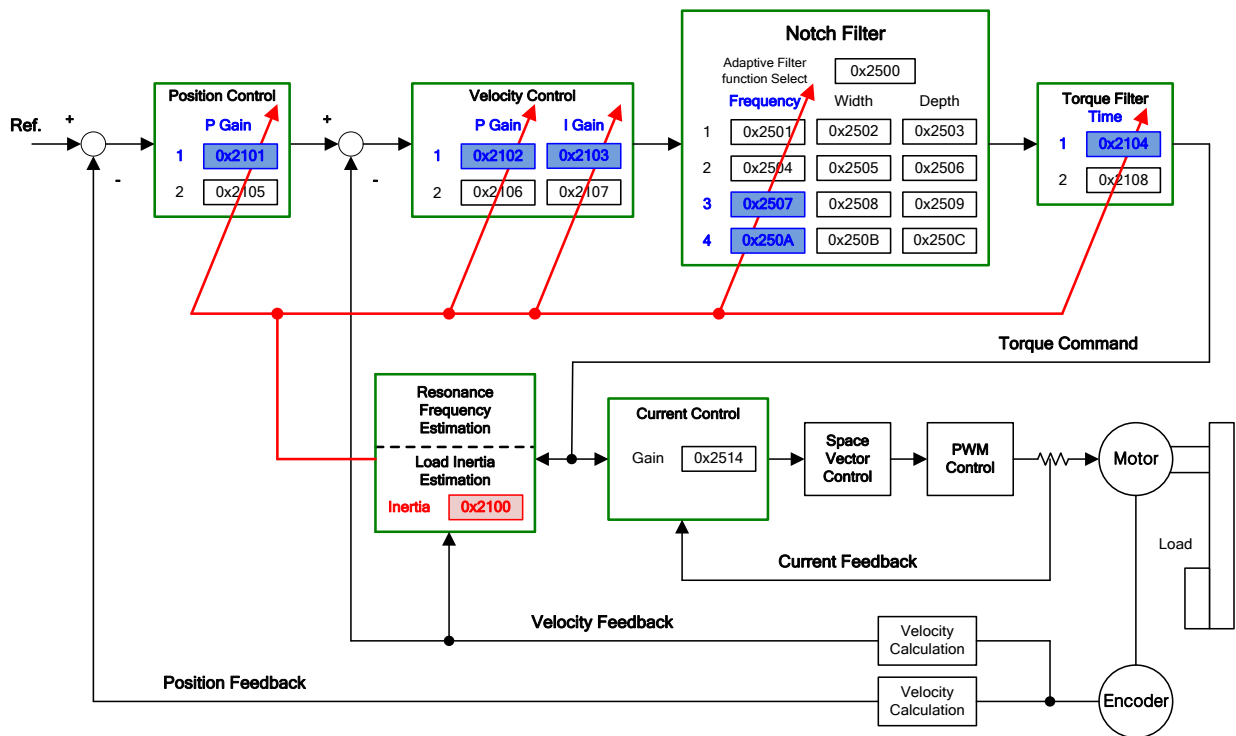 Notch Filter
Adaptive Filter
function Select
0x2500
Frequency Width Depth
1 0x2501 0x2502 0x2503
2 0x2504 0x2505 0x2506
3 0x2507 0x2508 0x2509
4 0x250A 0x250B 0x250C
Ref.
+
-
Position Control
P Gain
1 0x2101
2 0x2105
+
-
Velocity Control
P Gain I Gain
1 0x2102 0x2103
2 0x2106 0x2107
Torque Filter
Time
1 0x2104
2 0x2108
Torque Command
Resonance
Frequency
Estimation
Load Inertia
Estimation
Inertia 0x2100
Current Control
Gain 0x2514
Space
Vector
Control
PWM
Control
Motor
Load
Current Feedback
Velocity Feedback
Velocity
Calculation
Position Feedback
Velocity
Calculation
Encoder